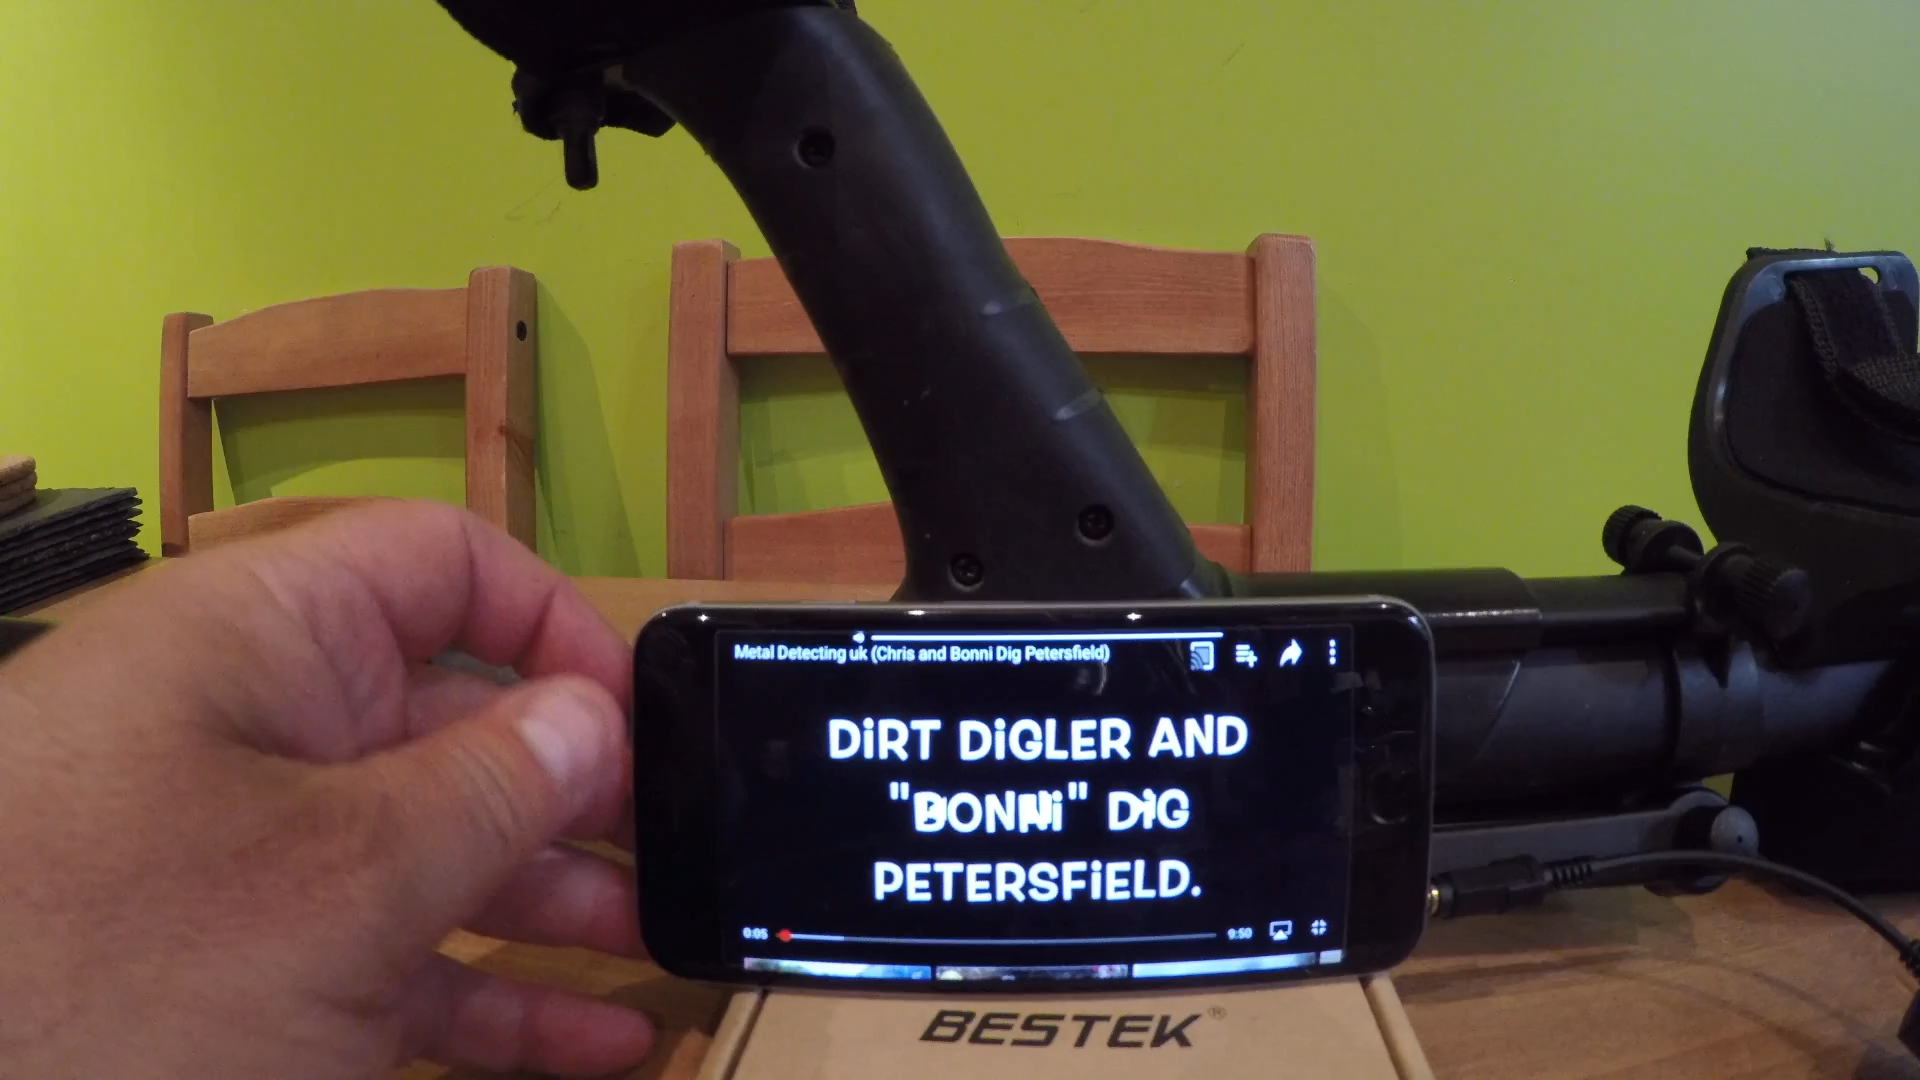 Metal Detecting uk (Chris and Bonni Dig Petersfield)
DiRT DiGLER AND
"BONNi" DiG
PETERSFiELD.
0:05 9:50
BESTEK®